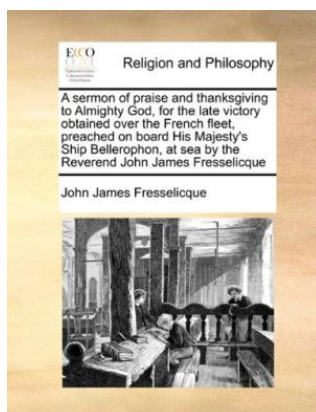 ECCO
Religion and Philosophy
A sermon of praise and thanksgiving
to Almighty God, for the late victory
obtained over the French fleet,
preached on board His Majesty's
Ship Bellerophon, at sea by the
Reverend John James Fresselicque
John James Fresselicque